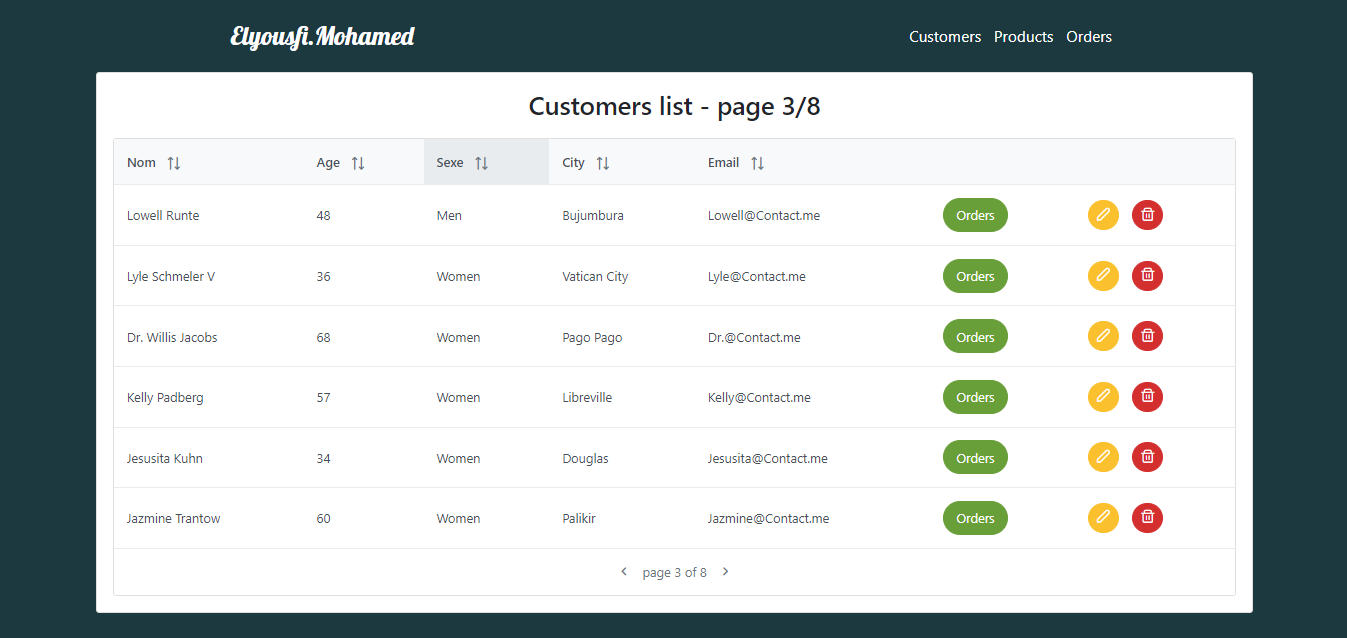 Elyousfi.Mohamed Customers Products Orders
Customers list - page 3/8
Nom Age Sexe City Email
Lowell Runte 48 Men Bujumbura Lowell@Contact.me Orders
Lyle Schmeler V 36 Women Vatican City Lyle@Contact.me Orders
Dr. Willis Jacobs 68 Women Pago Pago Dr.@Contact.me Orders
Kelly Padberg 57 Women Libreville Kelly@Contact.me Orders
Jesusita Kuhn 34 Women Douglas Jesusita@Contact.me Orders
Jazmine Trantow 60 Women Palikir Jazmine@Contact.me Orders
page 3 of 8